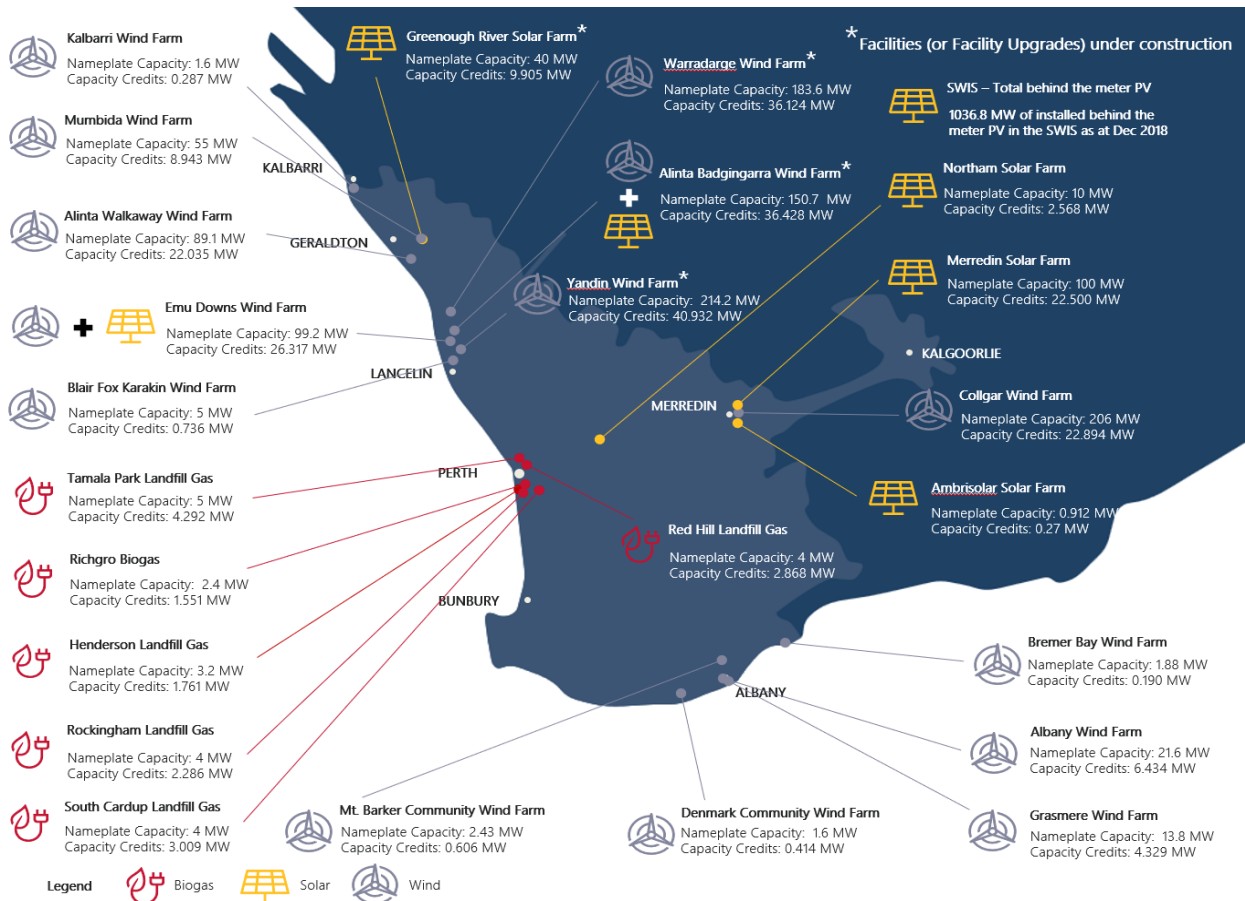 Kalbarri Wind Farm
Nameplate Capacity: 1.6 MW
Capacity Credits: 0.287 MW
Mumbida Wind Farm
Nameplate Capacity: 55 MW
Capacity Credits: 8.943 MW
Alinta Walkaway Wind Farm
Nameplate Capacity: 89.1 MW
Capacity Credits: 22.035 MW
Emu Downs Wind Farm
Nameplate Capacity: 99.2 MW
Capacity Credits: 26.317 MW
Blair Fox Karakin Wind Farm
Nameplate Capacity: 5 MW
Capacity Credits: 0.736 MW
Tamala Park Landfill Gas
Nameplate Capacity: 5 MW
Capacity Credits: 4.292 MW
Richgro Biogas
Nameplate Capacity: 2.4 MW
Capacity Credits: 1.551 MW
Henderson Landfill Gas
Nameplate Capacity: 3.2 MW
Capacity Credits: 1.761 MW
Rockingham Landfill Gas
Nameplate Capacity: 4 MW
Capacity Credits: 2.286 MW
South Cardup Landfill Gas
Nameplate Capacity: 4 MW
Capacity Credits: 3.009 MW
Greenough River Solar Farm*
Nameplate Capacity: 40 MW
Capacity Credits: 9.905 MW
Warradarge Wind Farm*
Nameplate Capacity: 183.6 MW
Capacity Credits: 36.124 MW
Alinta Badgingarra Wind Farm*
Nameplate Capacity: 150.7 MW
Capacity Credits: 36.428 MW
Yandin Wind Farm*
Nameplate Capacity: 214.2 MW
Capacity Credits: 40.932 MW
*Facilities (or Facility Upgrades) under construction
SWIS – Total behind the meter PV
1036.8 MW of installed behind the
meter PV in the SWIS as at Dec 2018
Northam Solar Farm
Nameplate Capacity: 10 MW
Capacity Credits: 2.568 MW
Merredin Solar Farm
Nameplate Capacity: 100 MW
Capacity Credits: 22.500 MW
Collgar Wind Farm
Nameplate Capacity: 206 MW
Capacity Credits: 22.894 MW
Ambrisolar Solar Farm
Nameplate Capacity: 0.912 MW
Capacity Credits: 0.27 MW
Red Hill Landfill Gas
Nameplate Capacity: 4 MW
Capacity Credits: 2.868 MW
KALBARRI
GERALDTON
LANCELIN
PERTH
BUNBURY
MERREDIN
KALGOORLIE
ALBANY
Bremer Bay Wind Farm
Nameplate Capacity: 1.88 MW
Capacity Credits: 0.190 MW
Albany Wind Farm
Nameplate Capacity: 21.6 MW
Capacity Credits: 6.434 MW
Grasmere Wind Farm
Nameplate Capacity: 13.8 MW
Capacity Credits: 4.329 MW
Mt. Barker Community Wind Farm
Nameplate Capacity: 2.43 MW
Capacity Credits: 0.606 MW
Denmark Community Wind Farm
Nameplate Capacity: 1.6 MW
Capacity Credits: 0.414 MW
Legend
Biogas
Solar
Wind